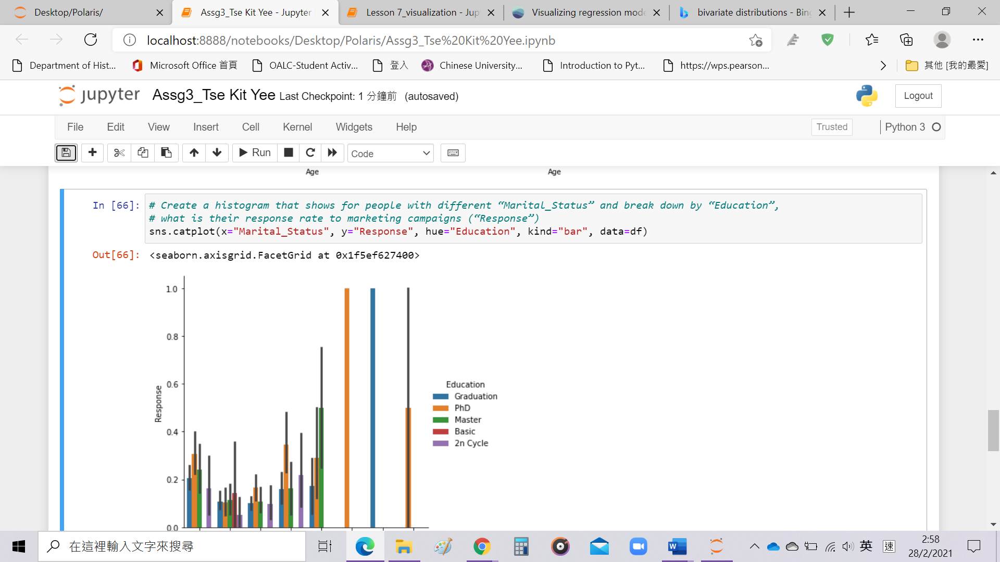 Desktop/Polaris/
Assg3_Tse Kit Yee - Jupyter
Lesson 7_visualization - Jup
Visualizing regression mode
bivariate distributions - Bing
localhost:8888/notebooks/Desktop/Polaris/Assg3_Tse%20Kit%20Yee.ipynb
Department of Hist...
Microsoft Office 首頁
OALC-Student Activ...
登入
Chinese University...
Introduction to Pyt...
https://wps.pearson...
其他 [我的最愛]
jupyter
Assg3_Tse Kit Yee Last Checkpoint: 1 分鐘前 (autosaved)
Logout
File Edit View Insert Cell Kernel Widgets Help
Trusted
Python 3
Run
Code
Age
Age
In [66]:
# Create a histogram that shows for people with different “Marital_Status” and break down by “Education”,
# what is their response rate to marketing campaigns (“Response”)
sns.catplot(x="Marital_Status", y="Response", hue="Education", kind="bar", data=df)
Out[66]:
<seaborn.axisgrid.FacetGrid at 0x1f5ef627400>
1.0
0.8
0.6
0.4
0.2
0.0
Response
Education
Graduation
PhD
Master
Basic
2n Cycle
在這裡輸入文字來搜尋
英
速
2:58
28/2/2021